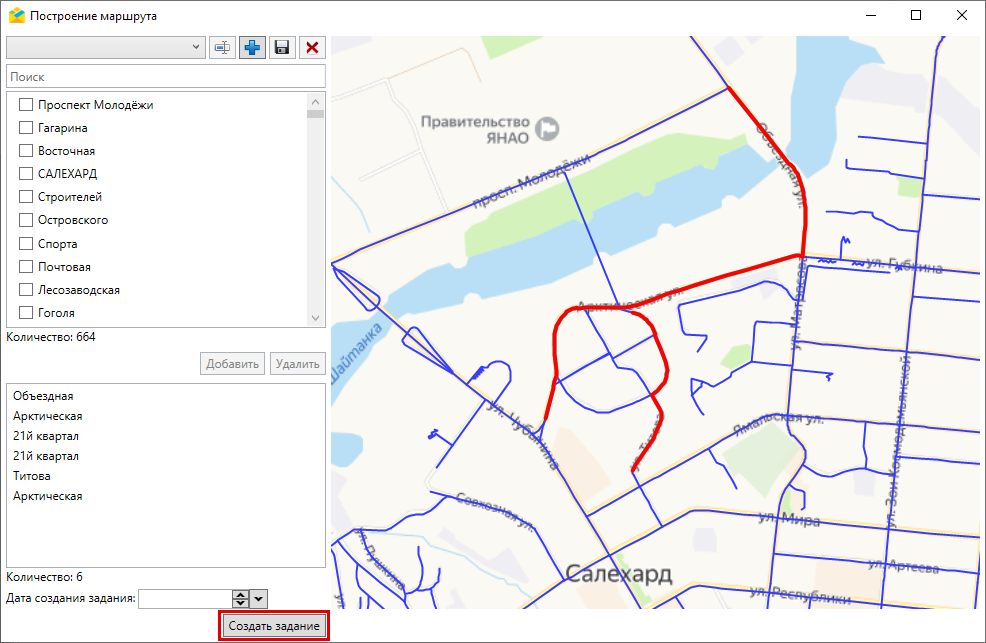 Построение маршрута
Поиск
Проспект Молодёжи
Гагарина
Восточная
САЛЕХАРД
Строителей
Островского
Спорта
Почтовая
Лесозаводская
Гоголя
Количество: 664
Добавить
Удалить
Объездная
Арктическая
21й квартал
21й квартал
Титова
Арктическая
Количество: 6
Дата создания задания:
Создать задание
Правительство
ЯНАО
просп. Молодёжи
Объездная ул.
Арктическая ул.
ул. Губкина
ул. Матросова
Шайтанка
ул. Чубынина
ул. Титова
Ямальская ул.
ул. Зои Космодемьянской
Совхозная ул.
ул. Мира
ул. Пушкина
Салехард
ул. Артеева
ул. Республики
ул.